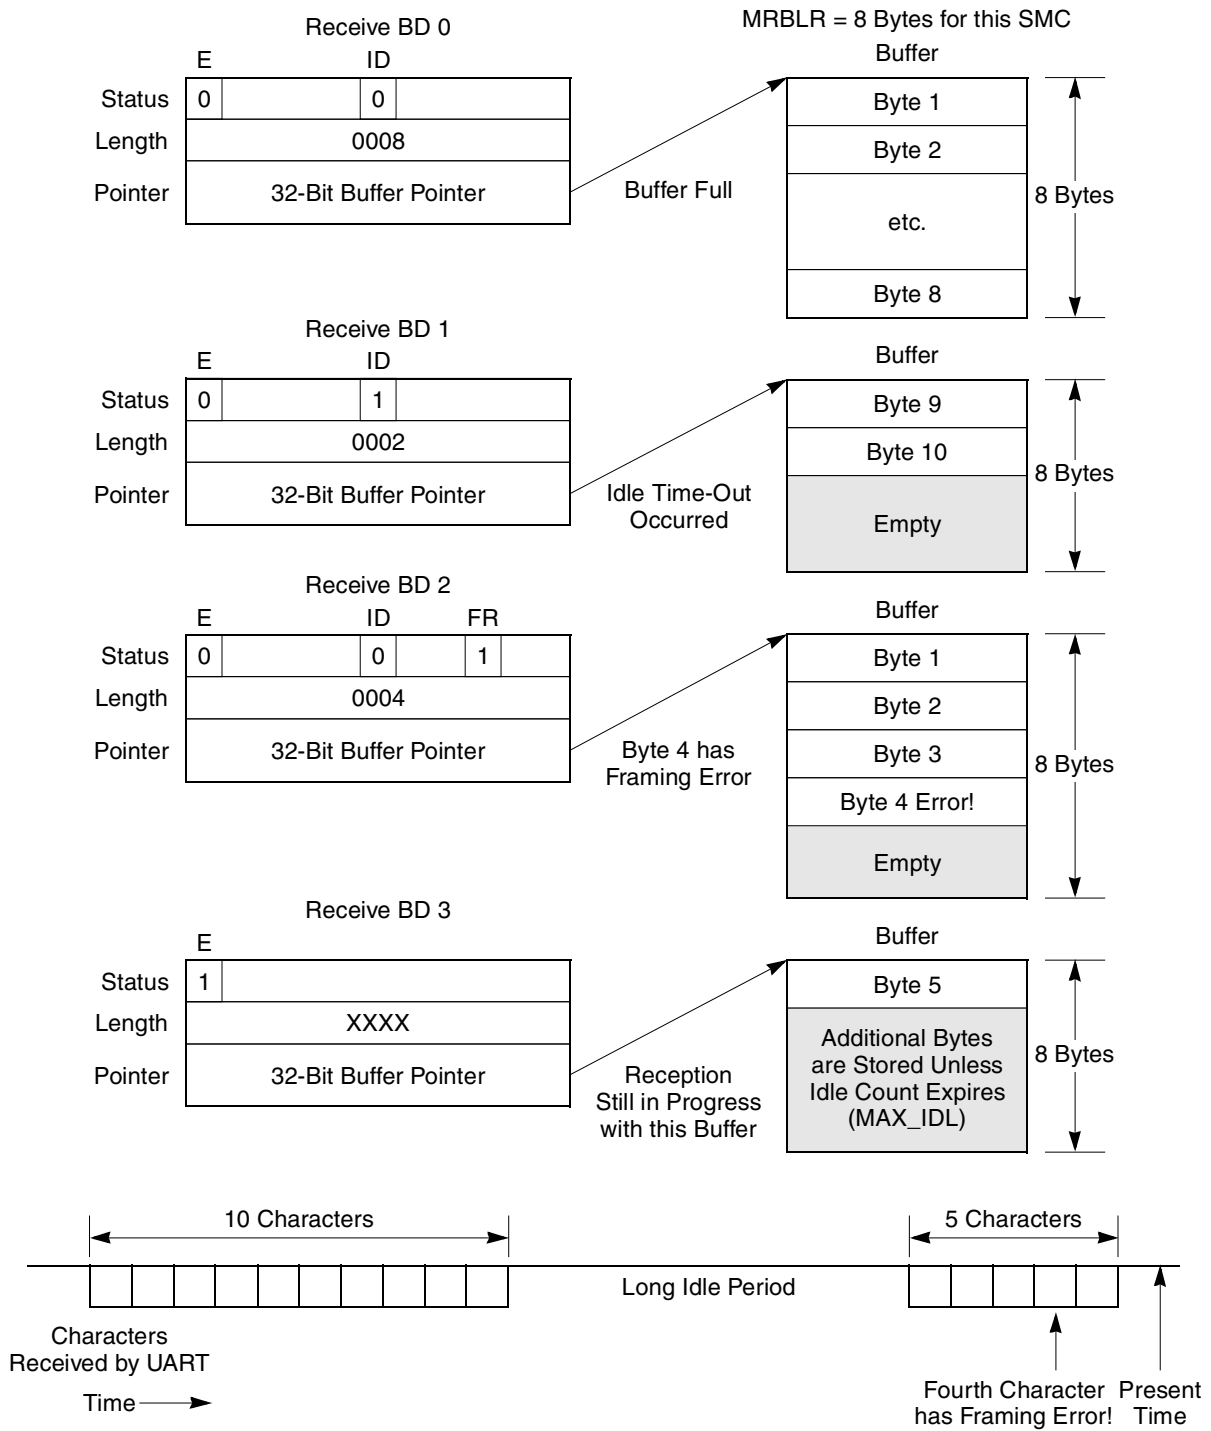 Receive BD 0
MRBLR = 8 Bytes for this SMC
E ID
Buffer
Status 0 0
Byte 1
Length 0008
Byte 2
Pointer 32-Bit Buffer Pointer
Buffer Full
etc.
8 Bytes
Byte 8
Receive BD 1
E ID
Buffer
Status 0 1
Byte 9
Length 0002
Byte 10
Pointer 32-Bit Buffer Pointer
Idle Time-Out
Occurred
Empty
8 Bytes
Receive BD 2
E ID FR
Buffer
Status 0 0 1
Byte 1
Length 0004
Byte 2
Pointer 32-Bit Buffer Pointer
Byte 4 has
Framing Error
Byte 3
8 Bytes
Byte 4 Error!
Empty
Receive BD 3
E
Buffer
Status 1
Byte 5
Length XXXX
Pointer 32-Bit Buffer Pointer
Reception
Still in Progress
with this Buffer
Additional Bytes
are Stored Unless
Idle Count Expires
(MAX_IDL)
8 Bytes
10 Characters
5 Characters
Long Idle Period
Characters
Received by UART
Time
Fourth Character
has Framing Error!
Present
Time